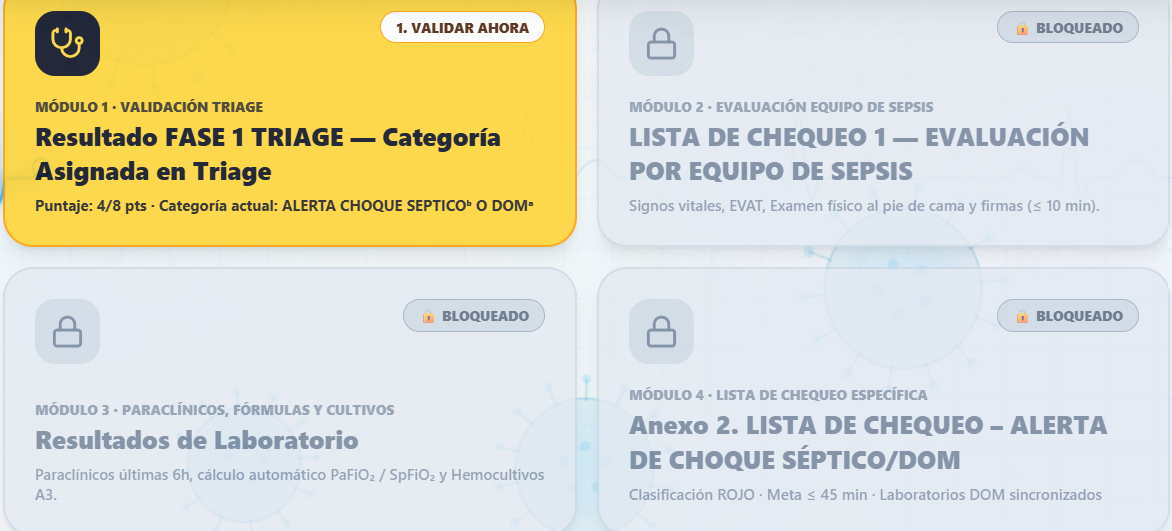 1. VALIDAR AHORA
MÓDULO 1 · VALIDACIÓN TRIAGE
Resultado FASE 1 TRIAGE — Categoría
Asignada en Triage
Puntaje: 4/8 pts · Categoría actual: ALERTA CHOQUE SEPTICOᵇ O DOMᵃ
BLOQUEADO
MÓDULO 2 · EVALUACIÓN EQUIPO DE SEPSIS
LISTA DE CHEQUEO 1 — EVALUACIÓN
POR EQUIPO DE SEPSIS
Signos vitales, EVAT, Examen físico al pie de cama y firmas (≤ 10 min).
BLOQUEADO
MÓDULO 3 · PARACLÍNICOS, FÓRMULAS Y CULTIVOS
Resultados de Laboratorio
Paraclínicos últimas 6h, cálculo automático PaFiO₂ / SpFiO₂ y Hemocultivos
A3.
BLOQUEADO
MÓDULO 4 · LISTA DE CHEQUEO ESPECÍFICA
Anexo 2. LISTA DE CHEQUEO – ALERTA
DE CHOQUE SÉPTICO/DOM
Clasificación ROJO · Meta ≤ 45 min · Laboratorios DOM sincronizados